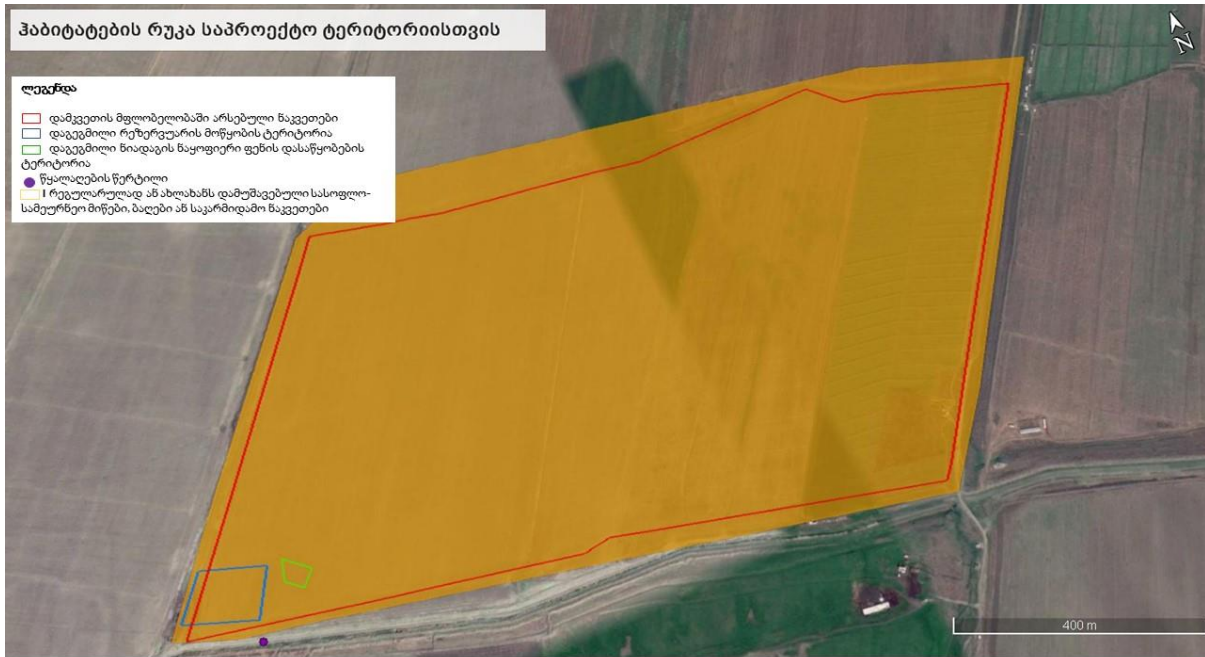 ჰაბიტატების რუკა საპროექტო ტერიტორიისთვის
N
ლეგენდა
დამკვეთის მფლობელობაში არსებული ნაკვეთები
დაგეგმილი რეზერვუარის მოწყობის ტერიტორია
დაგეგმილი ნიადაგის ნაყოფიერი ფენის დასაწყობების
ტერიტორია
წყალაღების წერტილი
I რეგულარულად ან ახლახანს დამუშავებული სასოფლო-
სამეურნეო მიწები, ბაღები ან საკარმიდამო ნაკვეთები
400 m